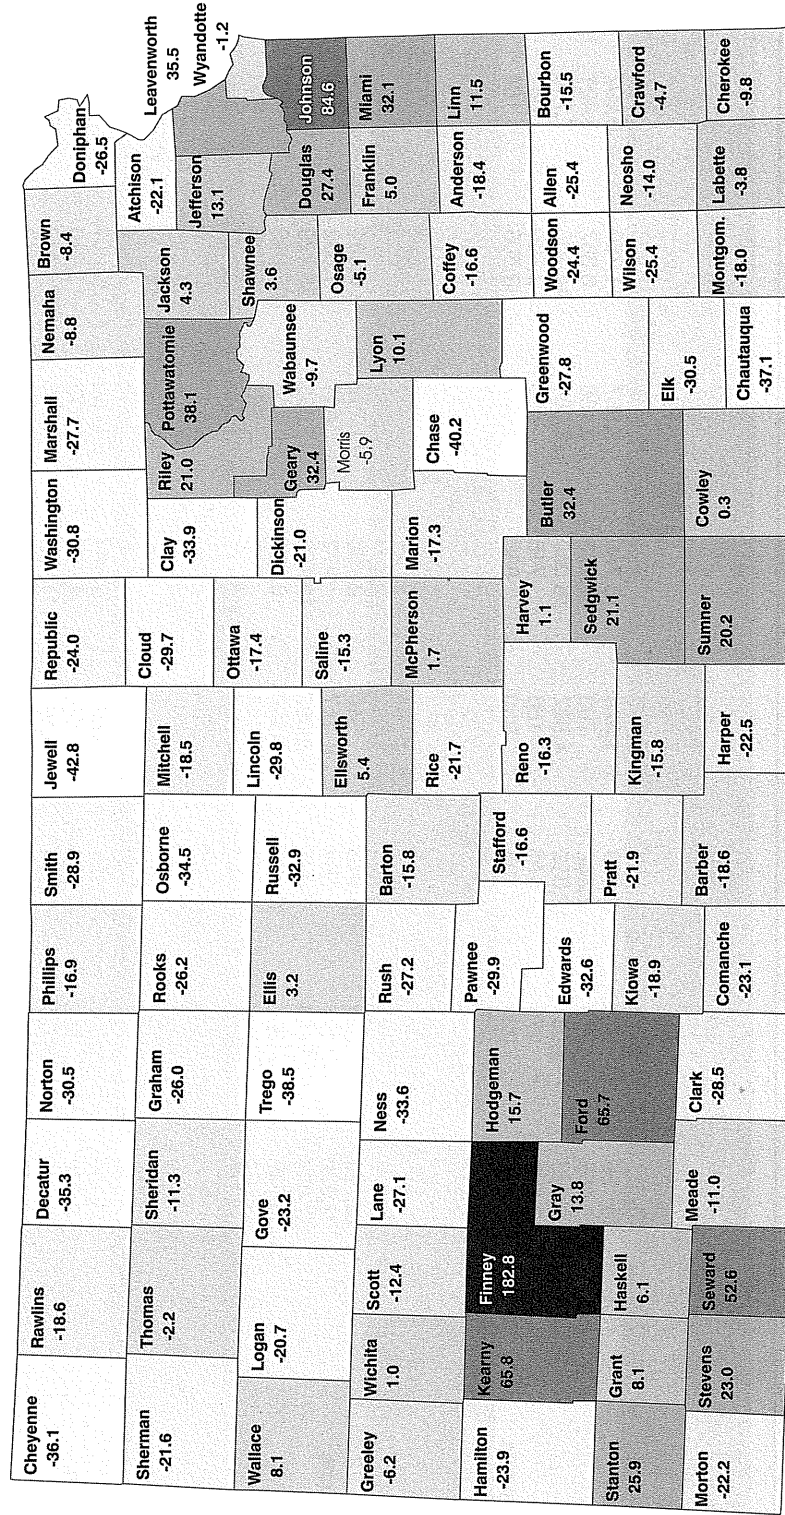 Cheyenne
-36.1
Rawlins
-18.6
Decatur
-35.3
Norton
-30.5
Phillips
-16.9
Smith
-28.9
Jewell
-42.8
Republic
-24.0
Washington
-30.8
Marshall
-27.7
Nemaha
-8.8
Brown
-8.4
Doniphan
-26.5
Sherman
-21.6
Thomas
-2.2
Sheridan
-11.3
Graham
-26.0
Rooks
-26.2
Osborne
-34.5
Mitchell
-18.5
Cloud
-29.7
Clay
-33.9
Riley
21.0
Pottawatomie
38.1
Jackson
4.3
Atchison
-22.1
Jefferson
13.1
Leavenworth
35.5
Wyandotte
-1.2
Wallace
8.1
Logan
-20.7
Gove
-23.2
Trego
-38.5
Ellis
3.2
Russell
-32.9
Lincoln
-29.8
Ottawa
-17.4
Saline
-15.3
Dickinson
-21.0
Geary
32.4
Morris
-5.9
Wabaunsee
-9.7
Shawnee
3.6
Osage
-5.1
Douglas
27.4
Johnson
84.6
Franklin
5.0
Miami
32.1
Greeley
-6.2
Wichita
1.0
Scott
-12.4
Lane
-27.1
Ness
-33.6
Rush
-27.2
Barton
-15.8
Ellsworth
5.4
Rice
-21.7
McPherson
1.7
Marion
-17.3
Chase
-40.2
Lyon
10.1
Coffey
-16.6
Anderson
-18.4
Linn
11.5
Hamilton
-23.9
Kearny
65.8
Finney
182.8
Gray
13.8
Hodgeman
15.7
Ford
65.7
Pawnee
-29.9
Edwards
-32.6
Stafford
-16.6
Pratt
-21.9
Reno
-16.3
Harvey
1.1
Sedgwick
21.1
Butler
32.4
Greenwood
-27.8
Woodson
-24.4
Allen
-25.4
Bourbon
-15.5
Stanton
25.9
Grant
8.1
Haskell
6.1
Kiowa
-18.9
Kingman
-15.8
Elk
-30.5
Wilson
-25.4
Neosho
-14.0
Crawford
-4.7
Morton
-22.2
Stevens
23.0
Seward
52.6
Meade
-11.0
Clark
-28.5
Comanche
-23.1
Barber
-18.6
Harper
-22.5
Sumner
20.2
Cowley
0.3
Chautauqua
-37.1
Montgom.
-18.0
Labette
-3.8
Cherokee
-9.8